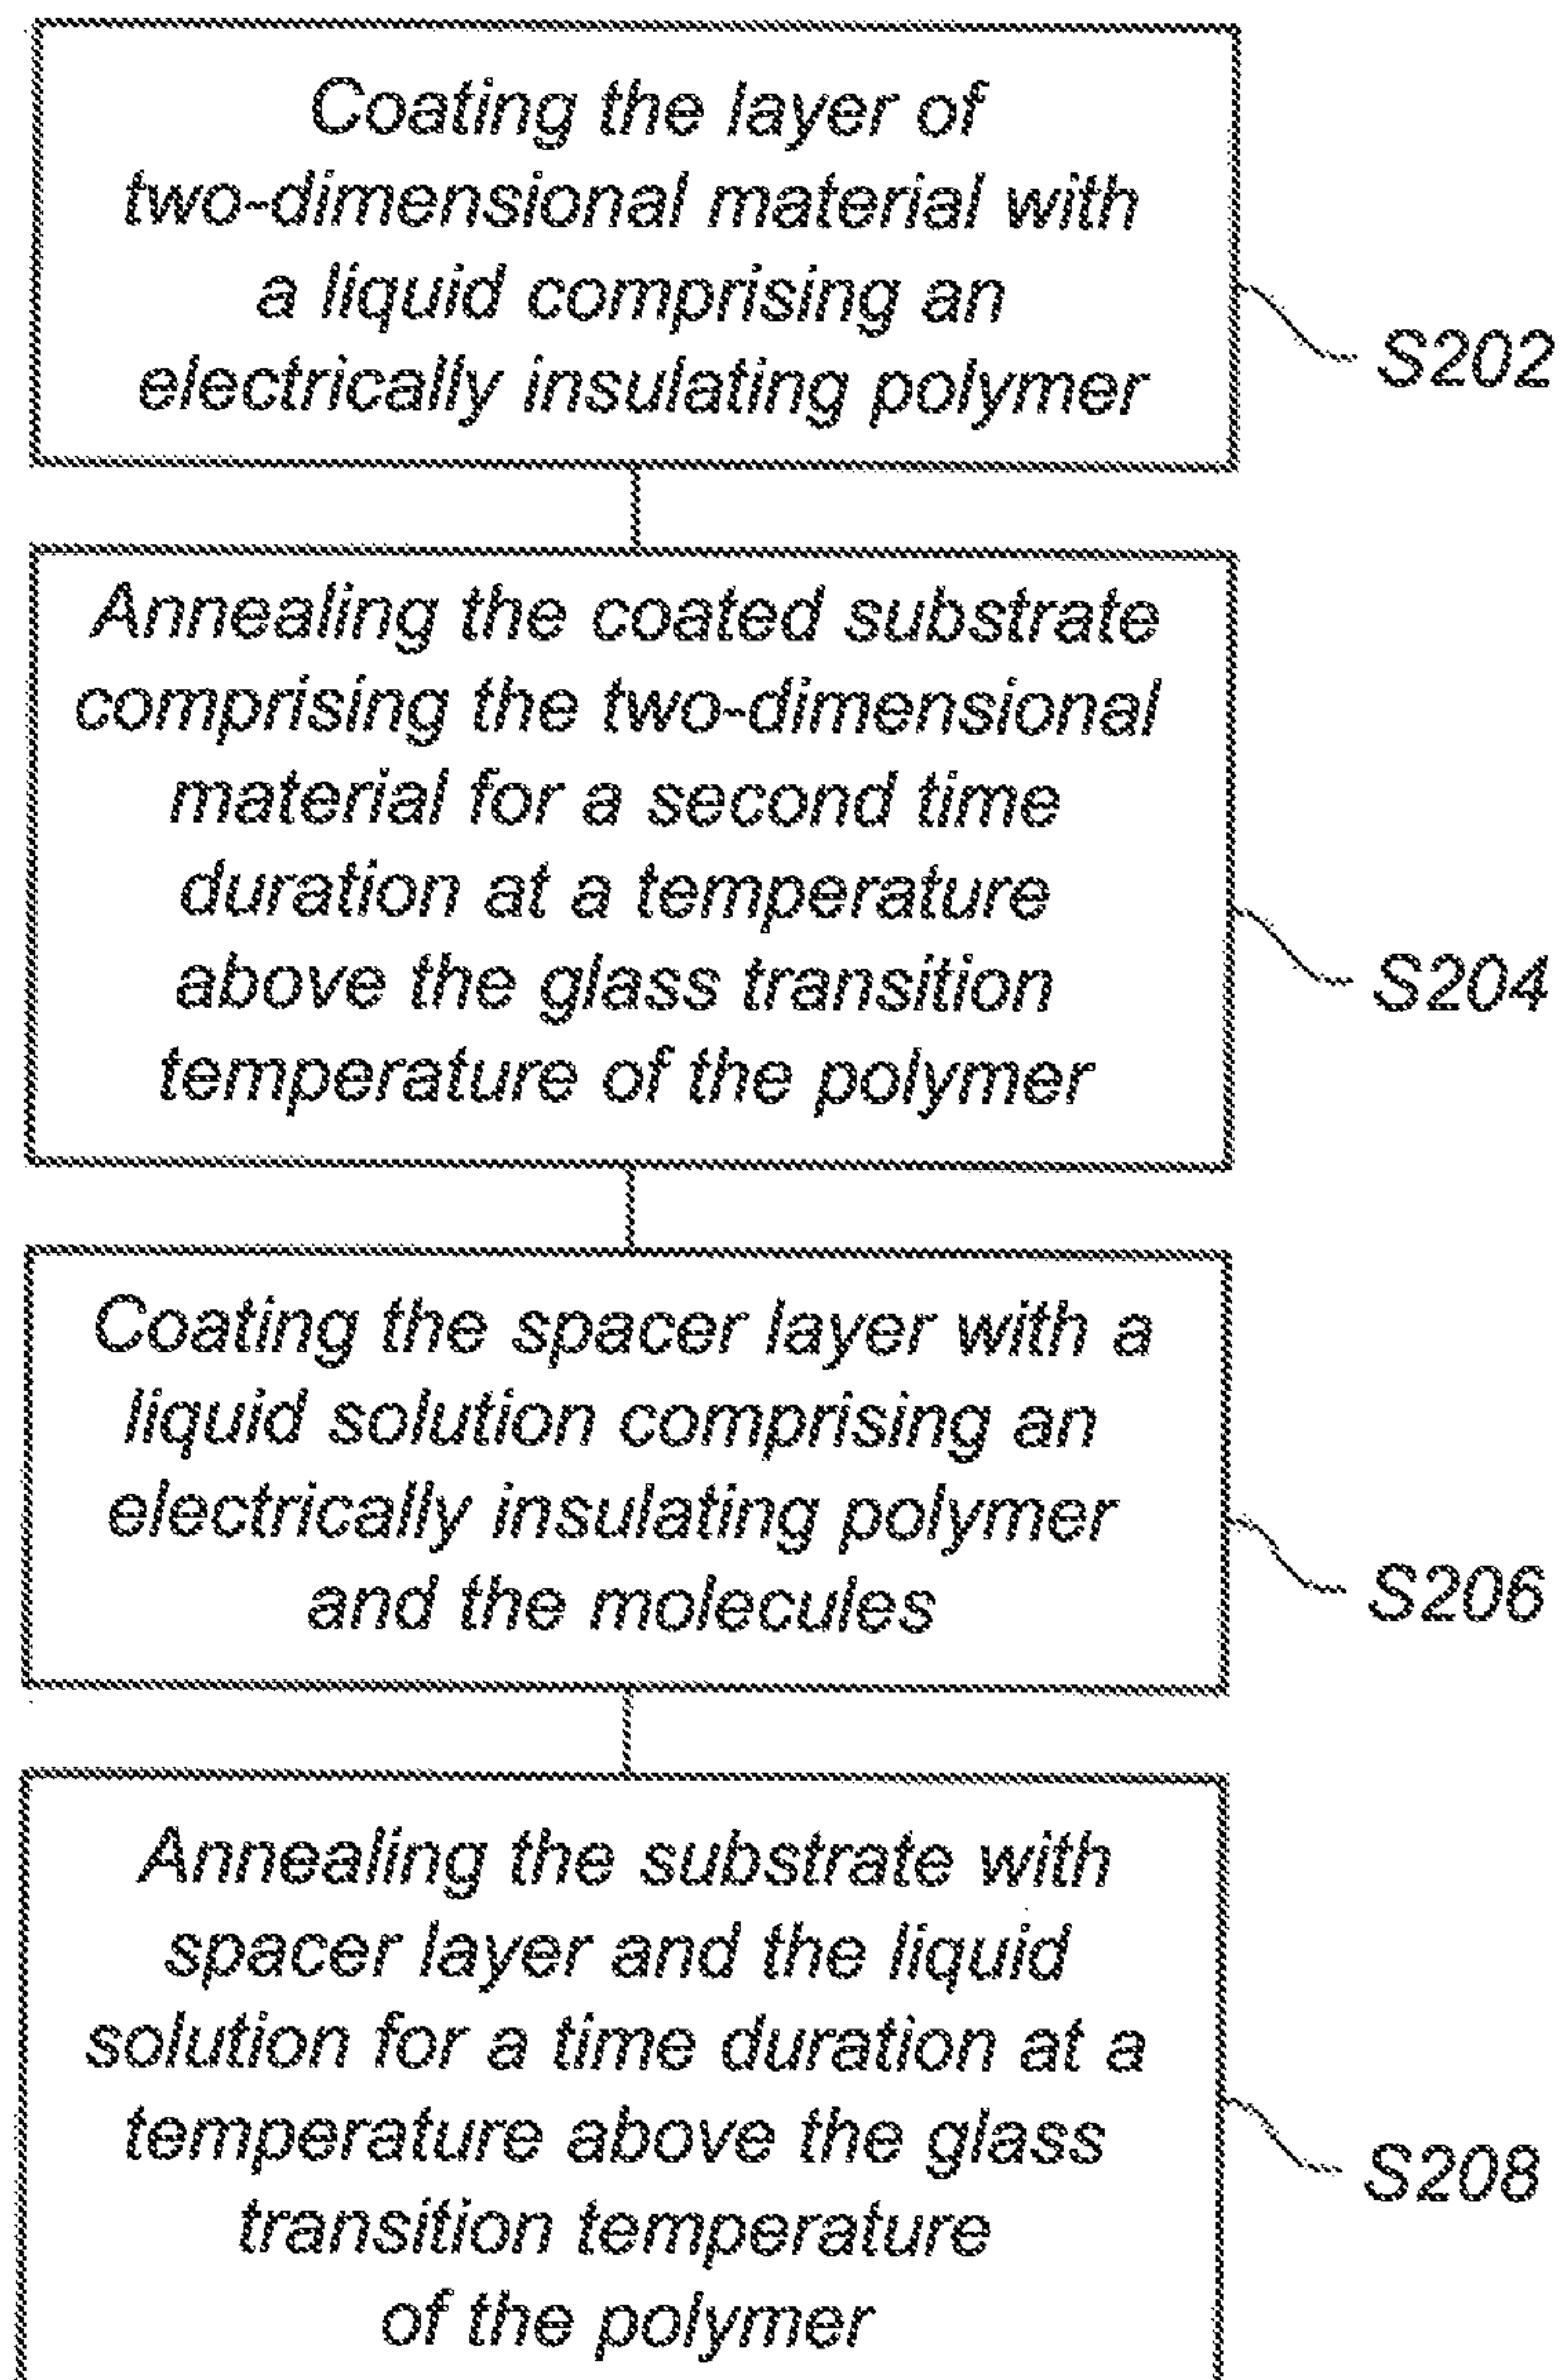 Coating the layer of
two-dimensional material with
a liquid comprising an
electrically insulating polymer
S202
Annealing the coated substrate
comprising the two-dimensional
material for a second time
duration at a temperature
above the glass transition
temperature of the polymer
S204
Coating the spacer layer with a
liquid solution comprising an
electrically insulating polymer
and the molecules
S206
Annealing the substrate with
spacer layer and the liquid
solution for a time duration at a
temperature above the glass
transition temperature
of the polymer
S208